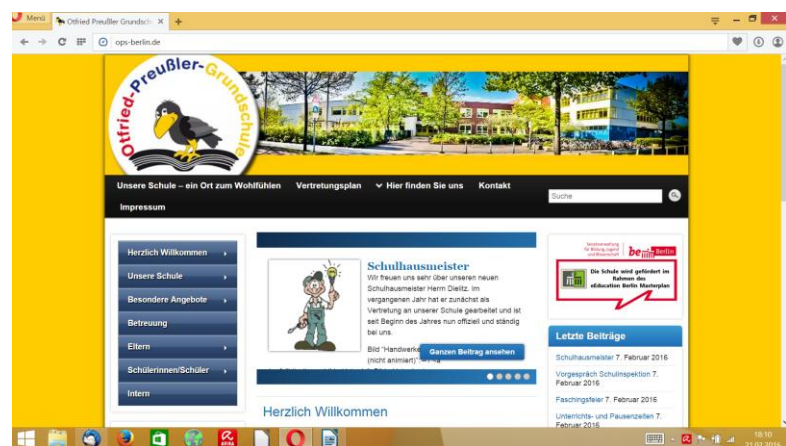 Menü
Otfried Preußler Grundsch
ops-berlin.de
Otfried-Preußler-Grundschule
Unsere Schule – ein Ort zum Wohlfühlen
Vertretungsplan
Hier finden Sie uns
Kontakt
Impressum
Suche
Herzlich Willkommen
Unsere Schule
Besondere Angebote
Betreuung
Eltern
Schülerinnen/Schüler
Intern
Schulhausmeister
Wir freuen uns sehr über unseren neuen
Schulhausmeister Herrn Dielitz. Im
vergangenen Jahr hat er zunächst als
Vertretung an unserer Schule gearbeitet und ist
seit Beginn des Jahres nun offiziell und ständig
bei uns.
Bild "Handwerke
(nicht animiert)"
Ganzen Beitrag ansehen
Herzlich Willkommen
Senatsverwaltung
für Bildung, Jugend
und Wissenschaft
be Berlin
Die Schule wird gefördert im
Rahmen des
eEducation Berlin Masterplan
Letzte Beiträge
Schulhausmeister 7. Februar 2016
Vorgespräch Schulinspektion 7.
Februar 2016
Faschingsfeier 7. Februar 2016
Unterrichts- und Pausenzeiten 7.
Februar 2016
18:10
21.02.2016